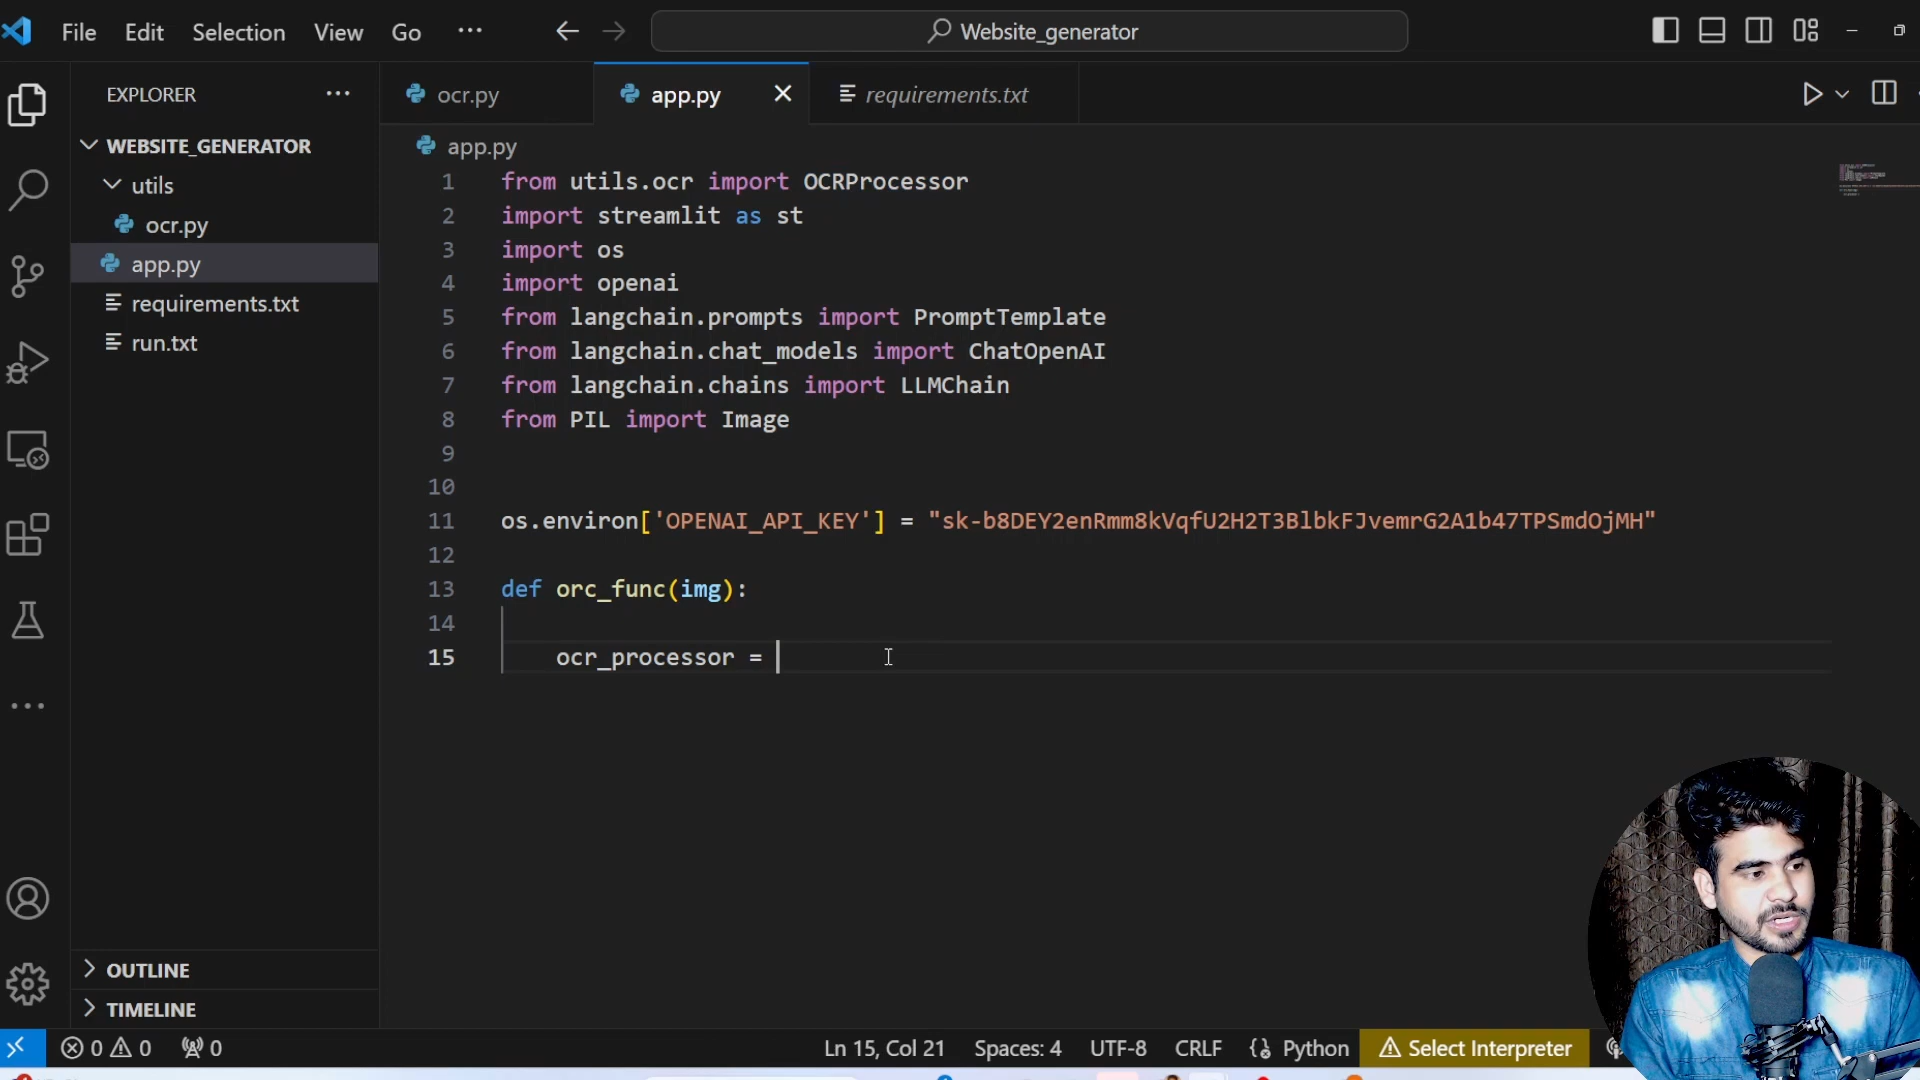 File Edit Selection View Go ··· Website_generator
EXPLORER ···
ocr.py app.py requirements.txt
WEBSITE_GENERATOR
utils
ocr.py
app.py
requirements.txt
run.txt
app.py
1 from utils.ocr import OCRProcessor
2 import streamlit as st
3 import os
4 import openai
5 from langchain.prompts import PromptTemplate
6 from langchain.chat_models import ChatOpenAI
7 from langchain.chains import LLMChain
8 from PIL import Image
9
10
11 os.environ['OPENAI_API_KEY'] = "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"
12
13 def orc_func(img):
14
15 ocr_processor =
OUTLINE
TIMELINE
0 0 0 Ln 15, Col 21 Spaces: 4 UTF-8 CRLF Python Select Interpreter